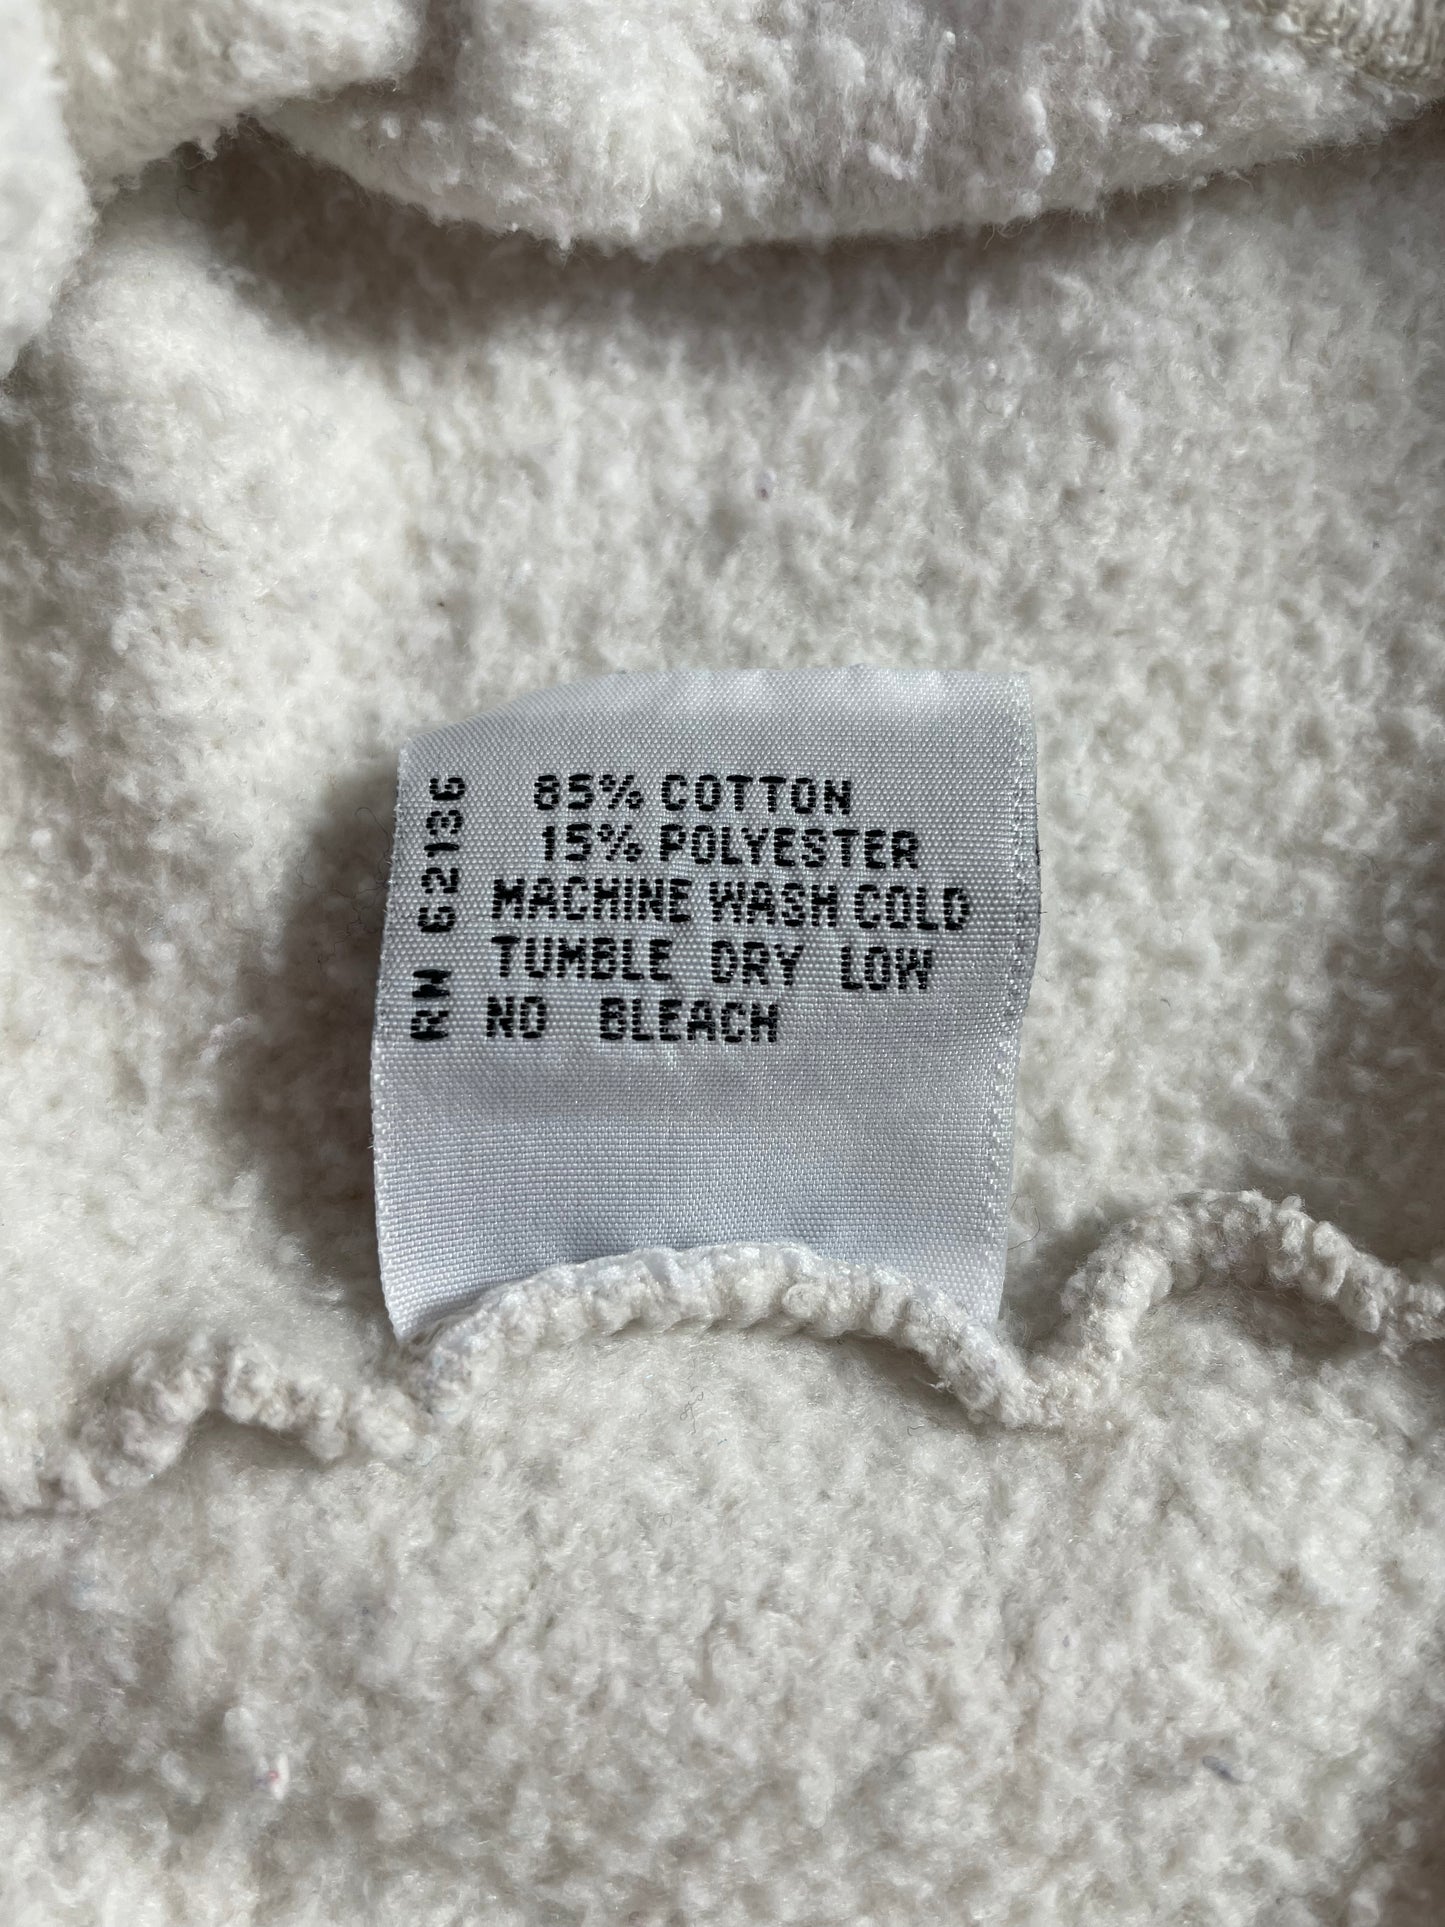 85% COTTON
15% POLYESTER
MACHINE WASH COLD
TUMBLE DRY LOW
NO BLEACH
RN 62136